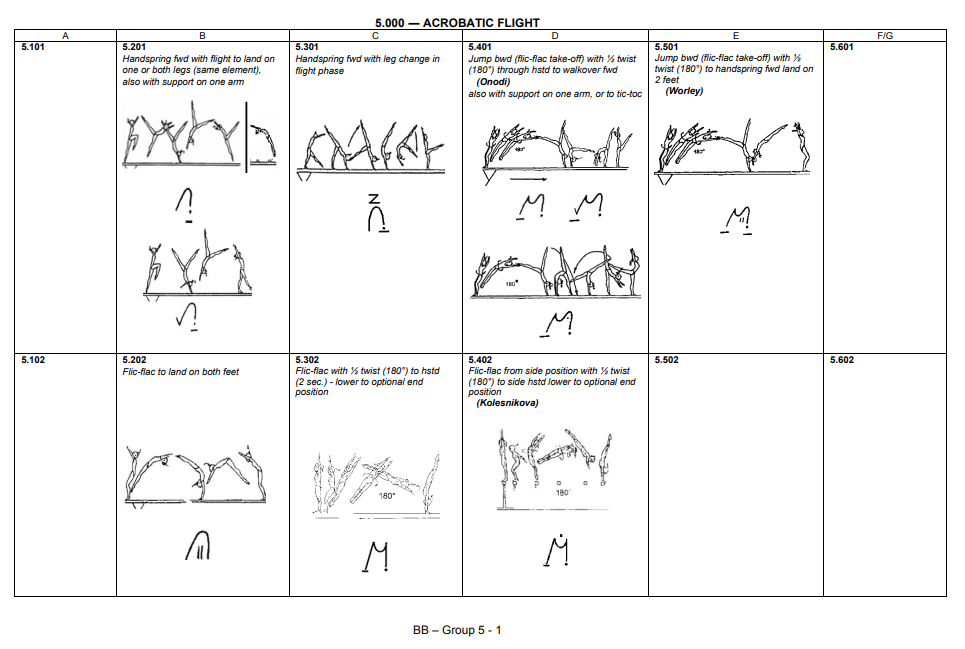 5.000 — ACROBATIC FLIGHT
A B C D E F/G
5.101
5.201
Handspring fwd with flight to land on
one or both legs (same element),
also with support on one arm
5.301
Handspring fwd with leg change in
flight phase
5.401
Jump bwd (flic-flac take-off) with ½ twist
(180°) through hstd to walkover fwd
(Onodi)
also with support on one arm, or to tic-toc
180°
180°
5.501
Jump bwd (flic-flac take-off) with ½
twist (180°) to handspring fwd land on
2 feet
(Worley)
180°
5.601
5.102
5.202
Flic-flac to land on both feet
5.302
Flic-flac with ½ twist (180°) to hstd
(2 sec.) - lower to optional end
position
180°
5.402
Flic-flac from side position with ½ twist
(180°) to side hstd lower to optional end
position
(Kolesnikova)
180°
5.502
5.602
BB – Group 5 - 1